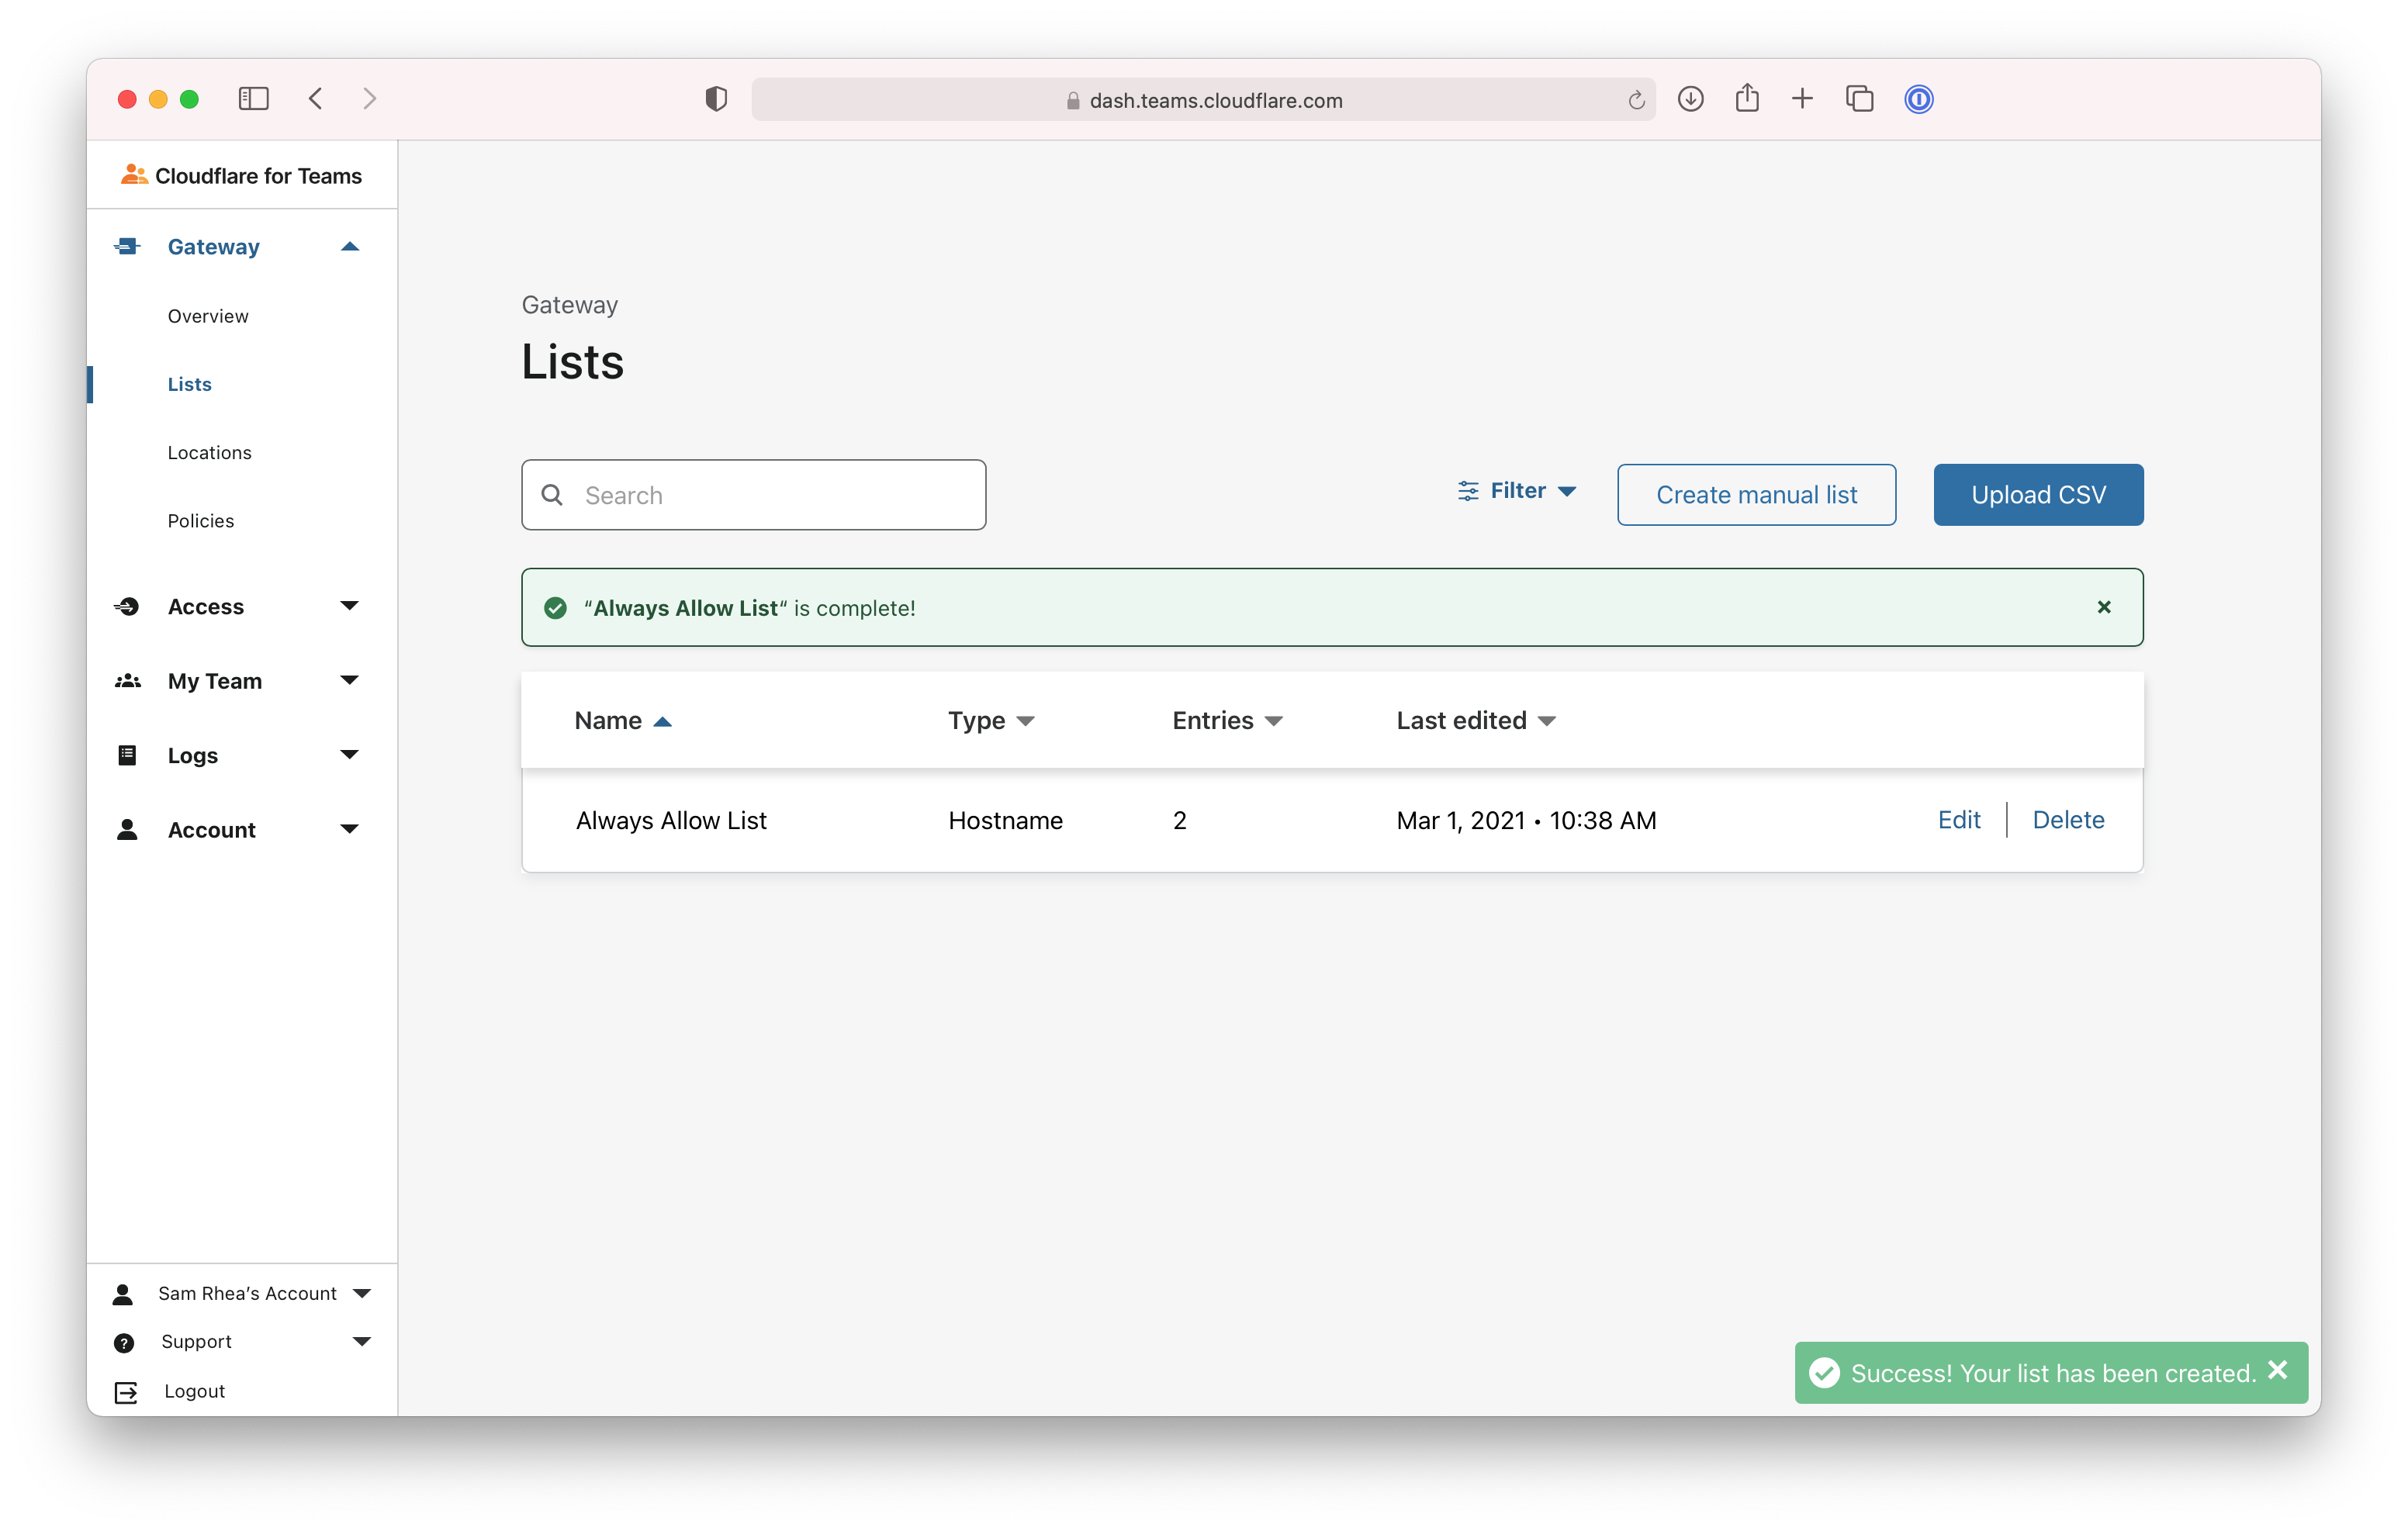 dash.teams.cloudflare.com
Cloudflare for Teams
Gateway
Overview
Lists
Locations
Policies
Access
My Team
Logs
Account
Sam Rhea’s Account
Support
Logout
Gateway
Lists
Search
Filter
Create manual list
Upload CSV
“Always Allow List“ is complete!
Name Type Entries Last edited
Always Allow List Hostname 2 Mar 1, 2021 • 10:38 AM Edit Delete
Success! Your list has been created.